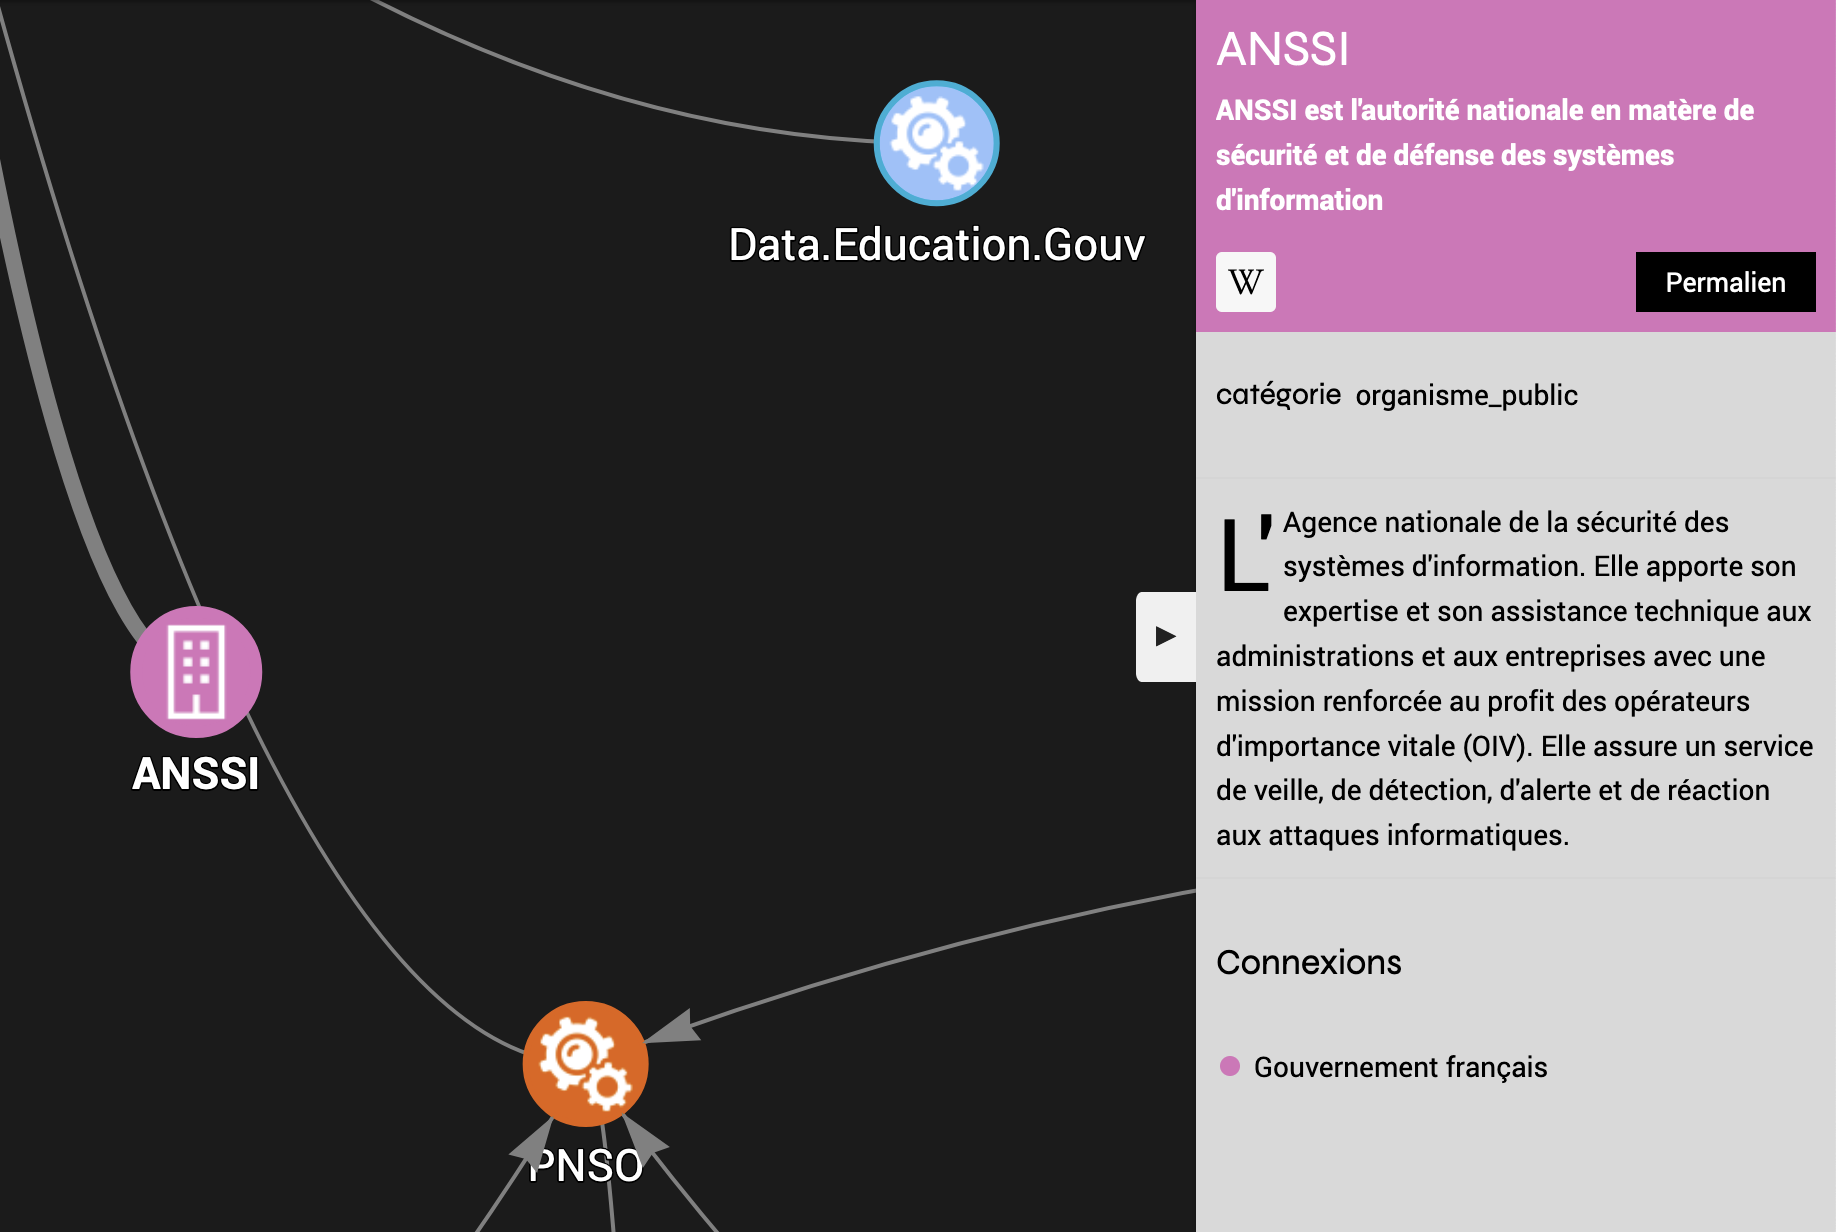 Data.Education.Gouv
ANSSI
PNSO
ANSSI
ANSSI est l'autorité nationale en matère de
sécurité et de défense des systèmes
d'information
W
Permalien
catégorie organisme_public
L'Agence nationale de la sécurité des
systèmes d'information. Elle apporte son
expertise et son assistance technique aux
administrations et aux entreprises avec une
mission renforcée au profit des opérateurs
d'importance vitale (OIV). Elle assure un service
de veille, de détection, d'alerte et de réaction
aux attaques informatiques.
Connexions
Gouvernement français